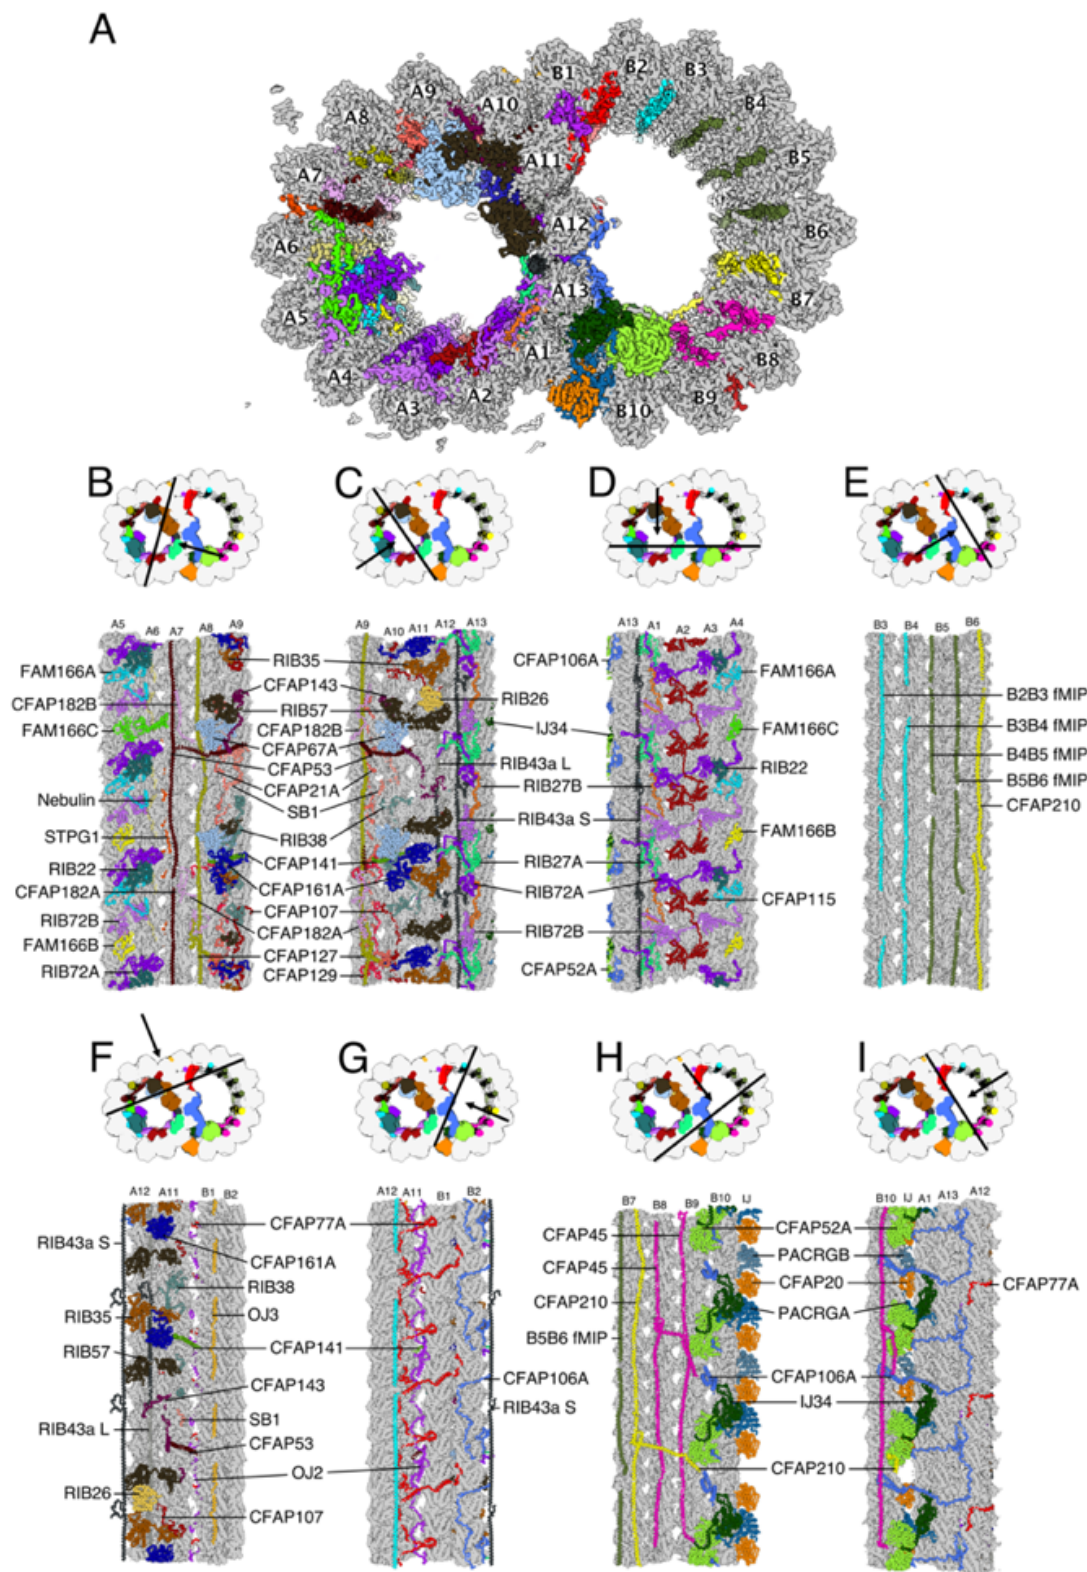 A
B1
B2
B3
A9
A10
B4
A8
A11
B5
A7
A12
B6
A6
A13
B7
A5
A1
B8
A4
A3
A2
B10
B9
B
C
D
E
A5 A6 A7 A8 A9
A9 A10 A11 A12 A13
A13 A1 A2 A3 A4
B3 B4 B5 B6
FAM166A
CFAP182B
FAM166C
Nebulin
STPG1
RIB22
CFAP182A
RIB72B
FAM166B
RIB72A
RIB35
CFAP143
RIB57
CFAP182B
CFAP67A
CFAP53
CFAP21A
SB1
RIB38
CFAP141
CFAP161A
CFAP107
CFAP182A
CFAP127
CFAP129
CFAP106A
RIB26
IJ34
RIB43a L
RIB27B
RIB43a S
RIB27A
RIB72A
RIB72B
CFAP52A
FAM166A
FAM166C
RIB22
FAM166B
CFAP115
B2B3 fMIP
B3B4 fMIP
B4B5 fMIP
B5B6 fMIP
CFAP210
F
G
H
I
A12 A11 B1 B2
A12 A11 B1 B2
B7 B8 B9 B10 IJ
B10 IJ A1 A13 A12
RIB43a S
RIB35
RIB57
RIB43a L
RIB26
CFAP77A
CFAP161A
RIB38
OJ3
CFAP141
CFAP143
SB1
CFAP53
OJ2
CFAP107
CFAP106A
RIB43a S
CFAP45
CFAP45
CFAP210
B5B6 fMIP
CFAP52A
PACRGB
CFAP20
PACRGA
CFAP106A
IJ34
CFAP210
CFAP77A